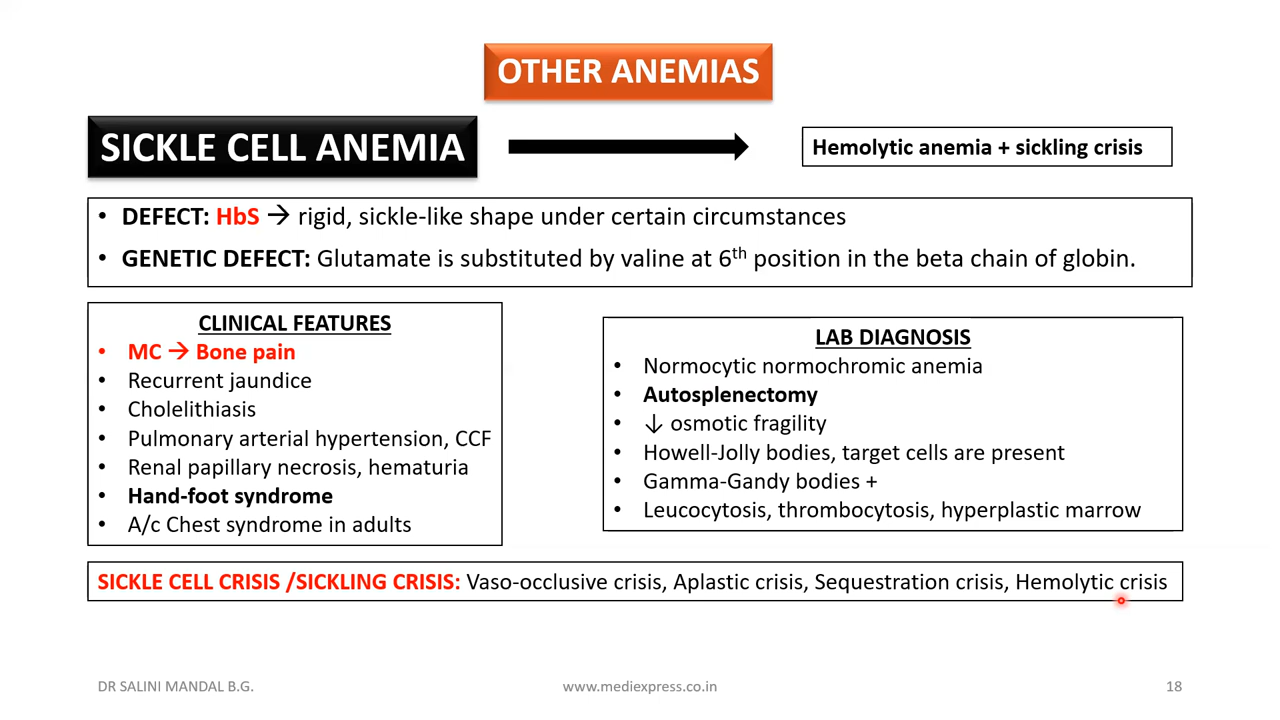 OTHER ANEMIAS
SICKLE CELL ANEMIA
Hemolytic anemia + sickling crisis
• DEFECT: HbS → rigid, sickle-like shape under certain circumstances
• GENETIC DEFECT: Glutamate is substituted by valine at 6th position in the beta chain of globin.
CLINICAL FEATURES
• MC → Bone pain
• Recurrent jaundice
• Cholelithiasis
• Pulmonary arterial hypertension, CCF
• Renal papillary necrosis, hematuria
• Hand-foot syndrome
• A/c Chest syndrome in adults
LAB DIAGNOSIS
• Normocytic normochromic anemia
• Autosplenectomy
• ↓ osmotic fragility
• Howell-Jolly bodies, target cells are present
• Gamma-Gandy bodies +
• Leucocytosis, thrombocytosis, hyperplastic marrow
SICKLE CELL CRISIS /SICKLING CRISIS: Vaso-occlusive crisis, Aplastic crisis, Sequestration crisis, Hemolytic crisis
DR SALINI MANDAL B.G.
www.mediexpress.co.in
18